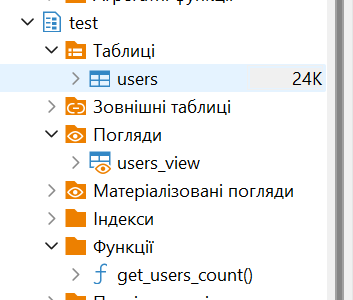 test
Таблиці
users 24K
Зовнішні таблиці
Погляди
users_view
Матеріалізовані погляди
Індекси
Функції
get_users_count()